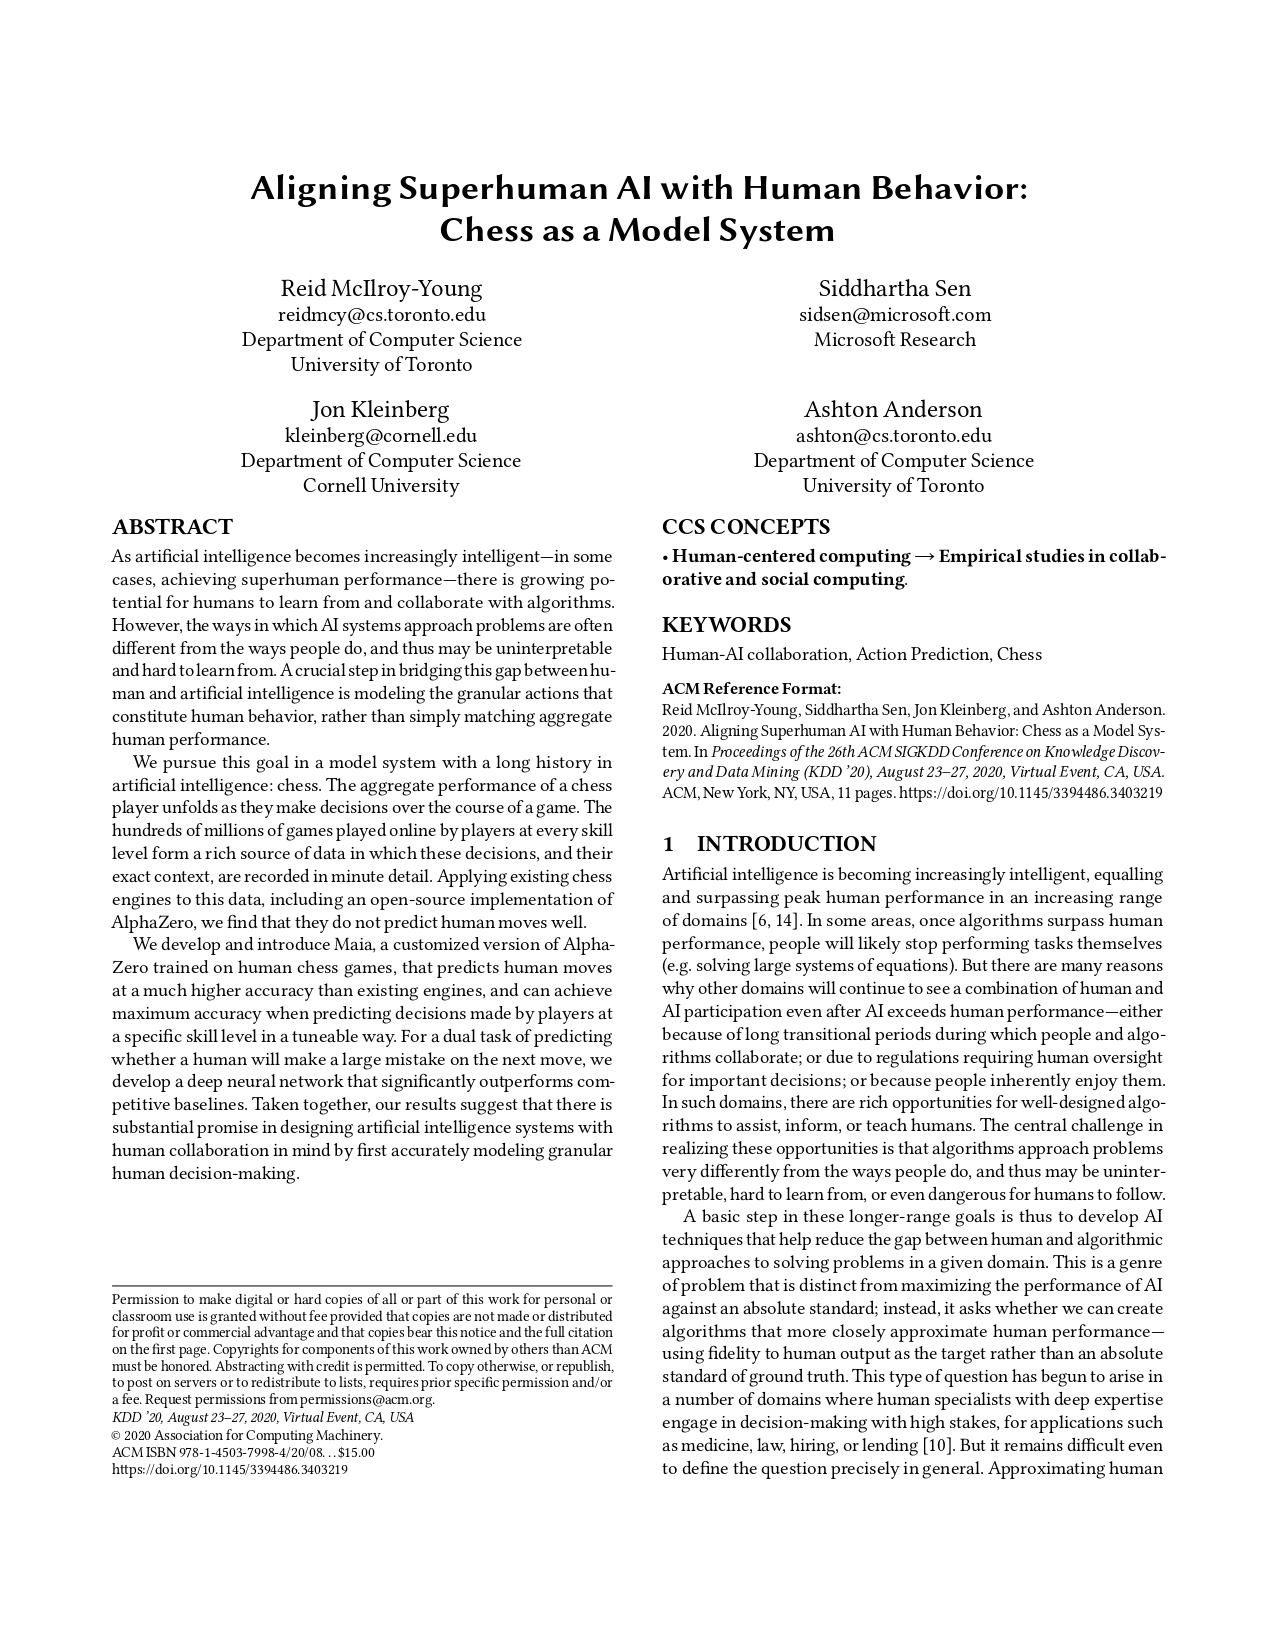 Aligning Superhuman AI with Human Behavior:
Chess as a Model System
Reid McIlroy-Young
reidmcy@cs.toronto.edu
Department of Computer Science
University of Toronto
Siddhartha Sen
sidsen@microsoft.com
Microsoft Research
Jon Kleinberg
kleinberg@cornell.edu
Department of Computer Science
Cornell University
Ashton Anderson
ashton@cs.toronto.edu
Department of Computer Science
University of Toronto
ABSTRACT
As artificial intelligence becomes increasingly intelligent—in some
cases, achieving superhuman performance—there is growing po-
tential for humans to learn from and collaborate with algorithms.
However, the ways in which AI systems approach problems are often
different from the ways people do, and thus may be uninterpretable
and hard to learn from. A crucial step in bridging this gap between hu-
man and artificial intelligence is modeling the granular actions that
constitute human behavior, rather than simply matching aggregate
human performance.
We pursue this goal in a model system with a long history in
artificial intelligence: chess. The aggregate performance of a chess
player unfolds as they make decisions over the course of a game. The
hundreds of millions of games played online by players at every skill
level form a rich source of data in which these decisions, and their
exact context, are recorded in minute detail. Applying existing chess
engines to this data, including an open-source implementation of
AlphaZero, we find that they do not predict human moves well.
We develop and introduce Maia, a customized version of Alpha-
Zero trained on human chess games, that predicts human moves
at a much higher accuracy than existing engines, and can achieve
maximum accuracy when predicting decisions made by players at
a specific skill level in a tuneable way. For a dual task of predicting
whether a human will make a large mistake on the next move, we
develop a deep neural network that significantly outperforms com-
petitive baselines. Taken together, our results suggest that there is
substantial promise in designing artificial intelligence systems with
human collaboration in mind by first accurately modeling granular
human decision-making.
Permission to make digital or hard copies of all or part of this work for personal or
classroom use is granted without fee provided that copies are not made or distributed
for profit or commercial advantage and that copies bear this notice and the full citation
on the first page. Copyrights for components of this work owned by others than ACM
must be honored. Abstracting with credit is permitted. To copy otherwise, or republish,
to post on servers or to redistribute to lists, requires prior specific permission and/or
a fee. Request permissions from permissions@acm.org.
KDD ’20, August 23–27, 2020, Virtual Event, CA, USA
© 2020 Association for Computing Machinery.
ACM ISBN 978-1-4503-7998-4/20/08. . . $15.00
https://doi.org/10.1145/3394486.3403219
CCS CONCEPTS
• Human-centered computing → Empirical studies in collab-
orative and social computing.
KEYWORDS
Human-AI collaboration, Action Prediction, Chess
ACM Reference Format:
Reid McIlroy-Young, Siddhartha Sen, Jon Kleinberg, and Ashton Anderson.
2020. Aligning Superhuman AI with Human Behavior: Chess as a Model Sys-
tem. In Proceedings of the 26th ACM SIGKDD Conference on Knowledge Discov-
ery and Data Mining (KDD ’20), August 23–27, 2020, Virtual Event, CA, USA.
ACM, New York, NY, USA, 11 pages. https://doi.org/10.1145/3394486.3403219
1 INTRODUCTION
Artificial intelligence is becoming increasingly intelligent, equalling
and surpassing peak human performance in an increasing range
of domains [6, 14]. In some areas, once algorithms surpass human
performance, people will likely stop performing tasks themselves
(e.g. solving large systems of equations). But there are many reasons
why other domains will continue to see a combination of human and
AI participation even after AI exceeds human performance—either
because of long transitional periods during which people and algo-
rithms collaborate; or due to regulations requiring human oversight
for important decisions; or because people inherently enjoy them.
In such domains, there are rich opportunities for well-designed algo-
rithms to assist, inform, or teach humans. The central challenge in
realizing these opportunities is that algorithms approach problems
very differently from the ways people do, and thus may be uninter-
pretable, hard to learn from, or even dangerous for humans to follow.
A basic step in these longer-range goals is thus to develop AI
techniques that help reduce the gap between human and algorithmic
approaches to solving problems in a given domain. This is a genre
of problem that is distinct from maximizing the performance of AI
against an absolute standard; instead, it asks whether we can create
algorithms that more closely approximate human performance—
using fidelity to human output as the target rather than an absolute
standard of ground truth. This type of question has begun to arise in
a number of domains where human specialists with deep expertise
engage in decision-making with high stakes, for applications such
as medicine, law, hiring, or lending [10]. But it remains difficult even
to define the question precisely in general. Approximating human